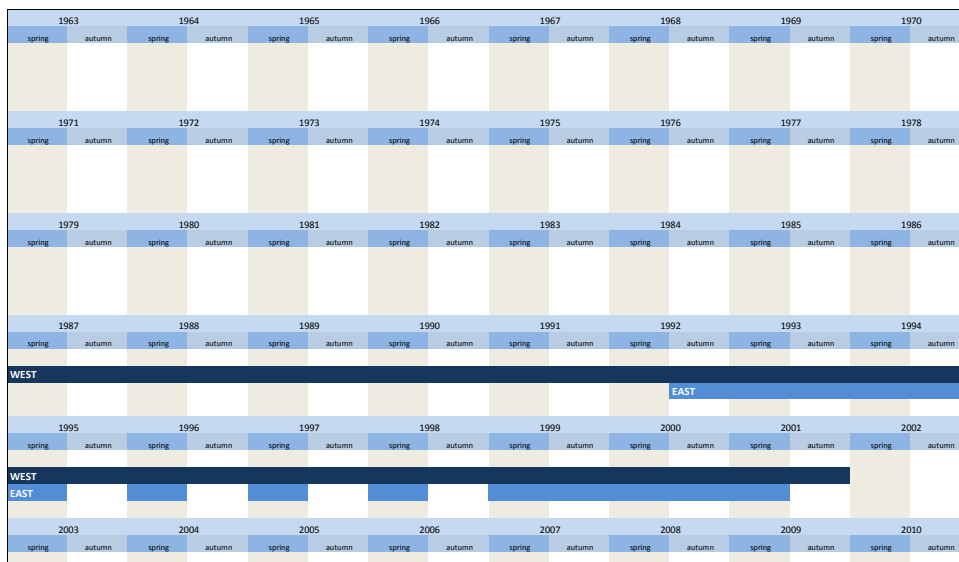 1963 1964 1965 1966 1967 1968 1969 1970
spring autumn spring autumn spring autumn spring autumn spring autumn spring autumn spring autumn spring autumn
1971 1972 1973 1974 1975 1976 1977 1978
spring autumn spring autumn spring autumn spring autumn spring autumn spring autumn spring autumn spring autumn
1979 1980 1981 1982 1983 1984 1985 1986
spring autumn spring autumn spring autumn spring autumn spring autumn spring autumn spring autumn spring autumn
1987 1988 1989 1990 1991 1992 1993 1994
spring autumn spring autumn spring autumn spring autumn spring autumn spring autumn spring autumn spring autumn
WEST
EAST
1995 1996 1997 1998 1999 2000 2001 2002
spring autumn spring autumn spring autumn spring autumn spring autumn spring autumn spring autumn spring autumn
WEST
EAST
2003 2004 2005 2006 2007 2008 2009 2010
spring autumn spring autumn spring autumn spring autumn spring autumn spring autumn spring autumn spring autumn